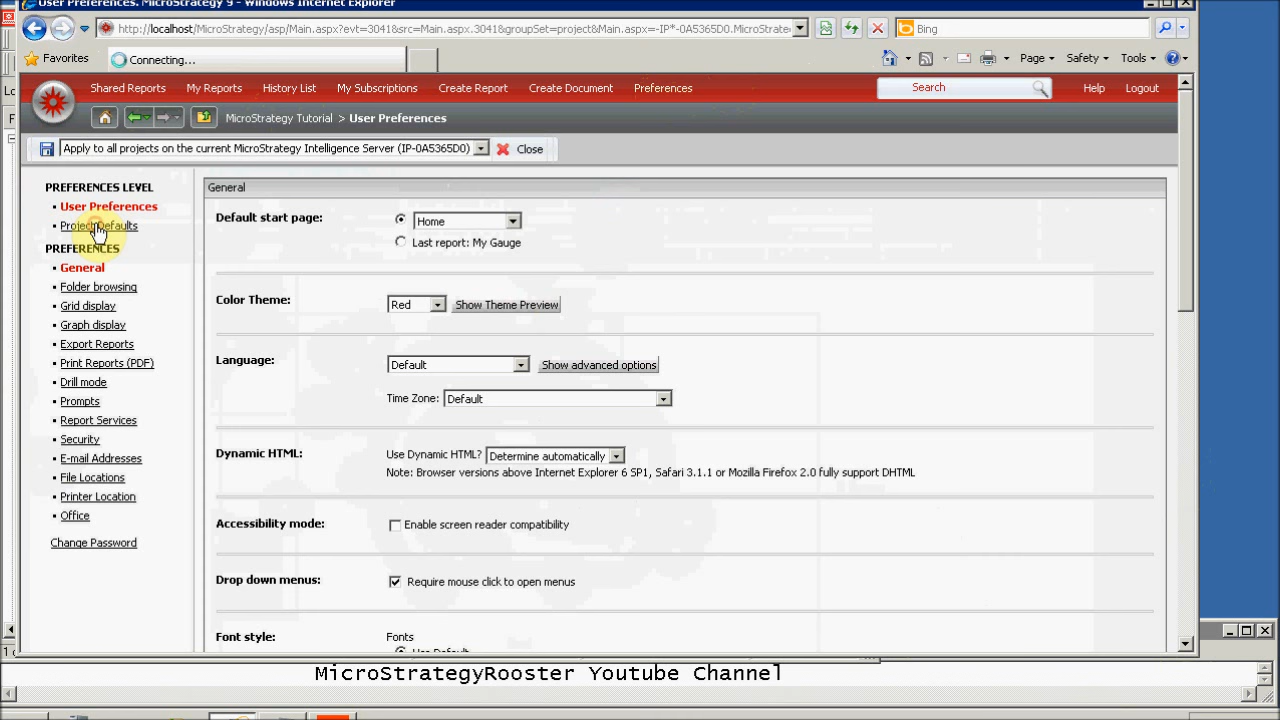 User Preferences. MicroStrategy 9 - Windows Internet Explorer
http://localhost/MicroStrategy/asp/Main.aspx?evt=3041&src=Main.aspx.3041&groupSet=project&Main.aspx=-IP*-0A5365D0.MicroStrate
Bing
Favorites
Connecting...
Page
Safety
Tools
Shared Reports
My Reports
History List
My Subscriptions
Create Report
Create Document
Preferences
Search
Help
Logout
MicroStrategy Tutorial > User Preferences
Apply to all projects on the current MicroStrategy Intelligence Server (IP-0A5365D0)
Close
PREFERENCES LEVEL
User Preferences
Project Defaults
PREFERENCES
General
Folder browsing
Grid display
Graph display
Export Reports
Print Reports (PDF)
Drill mode
Prompts
Report Services
Security
E-mail Addresses
File Locations
Printer Location
Office
Change Password
General
Default start page:
Home
Last report: My Gauge
Color Theme:
Red
Show Theme Preview
Language:
Default
Show advanced options
Time Zone:
Default
Dynamic HTML:
Use Dynamic HTML?
Determine automatically
Note: Browser versions above Internet Explorer 6 SP1, Safari 3.1.1 or Mozilla Firefox 2.0 fully support DHTML
Accessibility mode:
Enable screen reader compatibility
Drop down menus:
Require mouse click to open menus
Font style:
Fonts
MicroStrategyRooster Youtube Channel